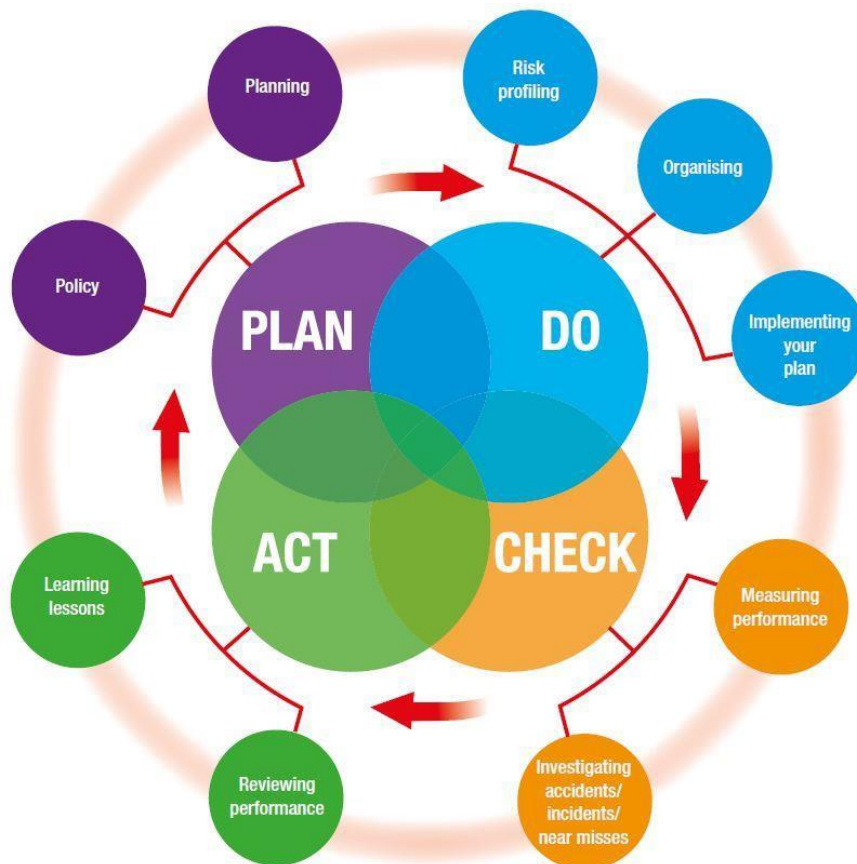 Planning
Policy
Risk
profiling
Organising
Implementing
your
plan
PLAN
DO
ACT
CHECK
Learning
lessons
Reviewing
performance
Measuring
performance
Investigating
accidents/
incidents/
near misses